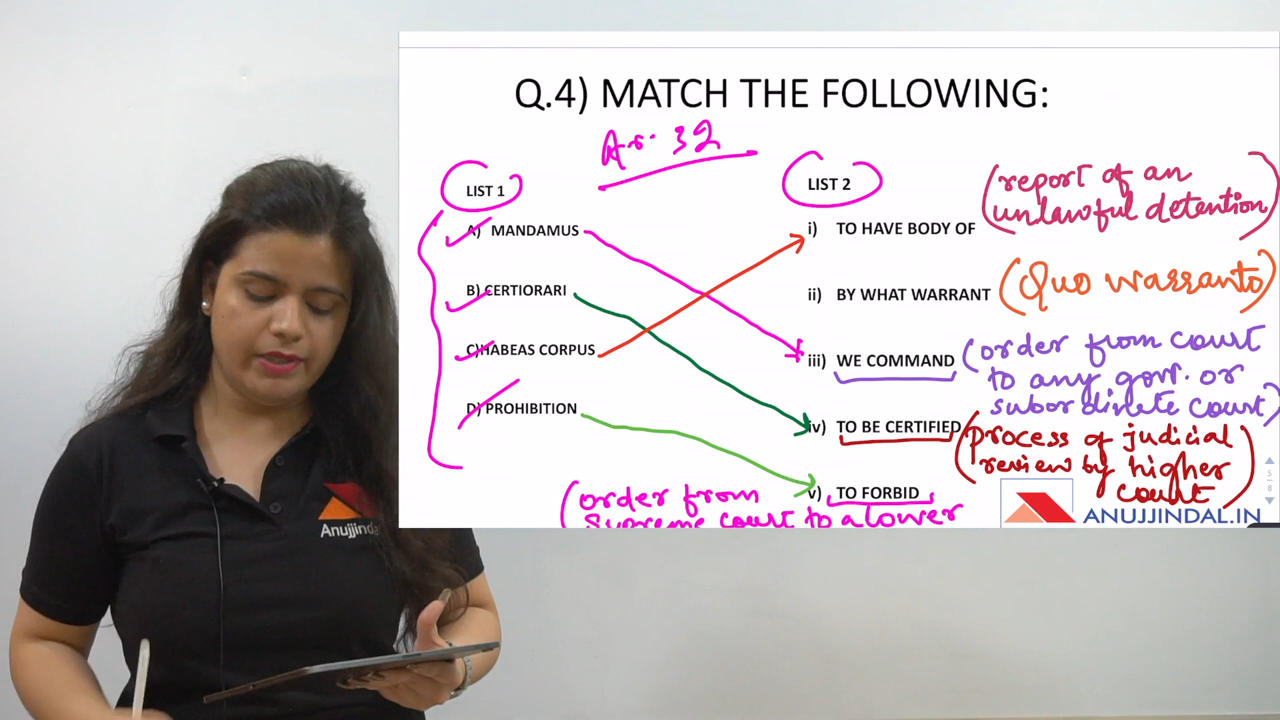 Q.4) MATCH THE FOLLOWING:
Ar. 32
LIST 1
A) MANDAMUS
B) CERTIORARI
C)HABEAS CORPUS
D) PROHIBITION
LIST 2
i) TO HAVE BODY OF
(report of an
unlawful detention)
ii) BY WHAT WARRANT (Quo warranto)
iii) WE COMMAND (order from court
to any govt. or
subordinate court)
iv) TO BE CERTIFIED (process of judicial
review by higher
court)
v) TO FORBID
(order from
supreme court to a lower
ANUJJINDAL.IN
Anujjindal